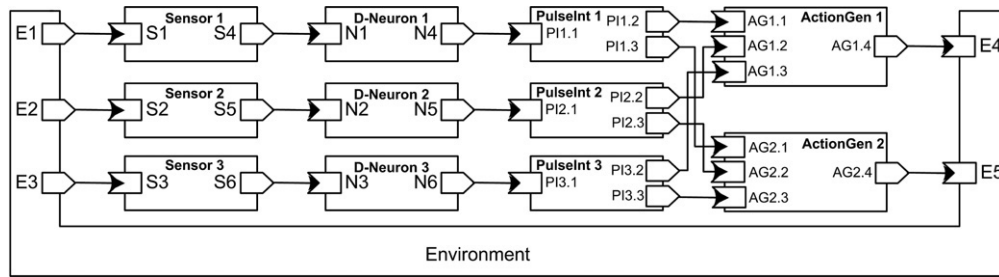 Sensor 1
D-Neuron 1
PulseInt 1
PI1.2
AG1.1
ActionGen 1
E1
S1
S4
N1
N4
PI1.1
PI1.3
AG1.2
AG1.4
E4
AG1.3
Sensor 2
D-Neuron 2
PulseInt 2
PI2.2
E2
S2
S5
N2
N5
PI2.1
PI2.3
AG2.1
ActionGen 2
Sensor 3
D-Neuron 3
PulseInt 3
PI3.2
AG2.2
AG2.4
E5
E3
S3
S6
N3
N6
PI3.1
PI3.3
AG2.3
Environment